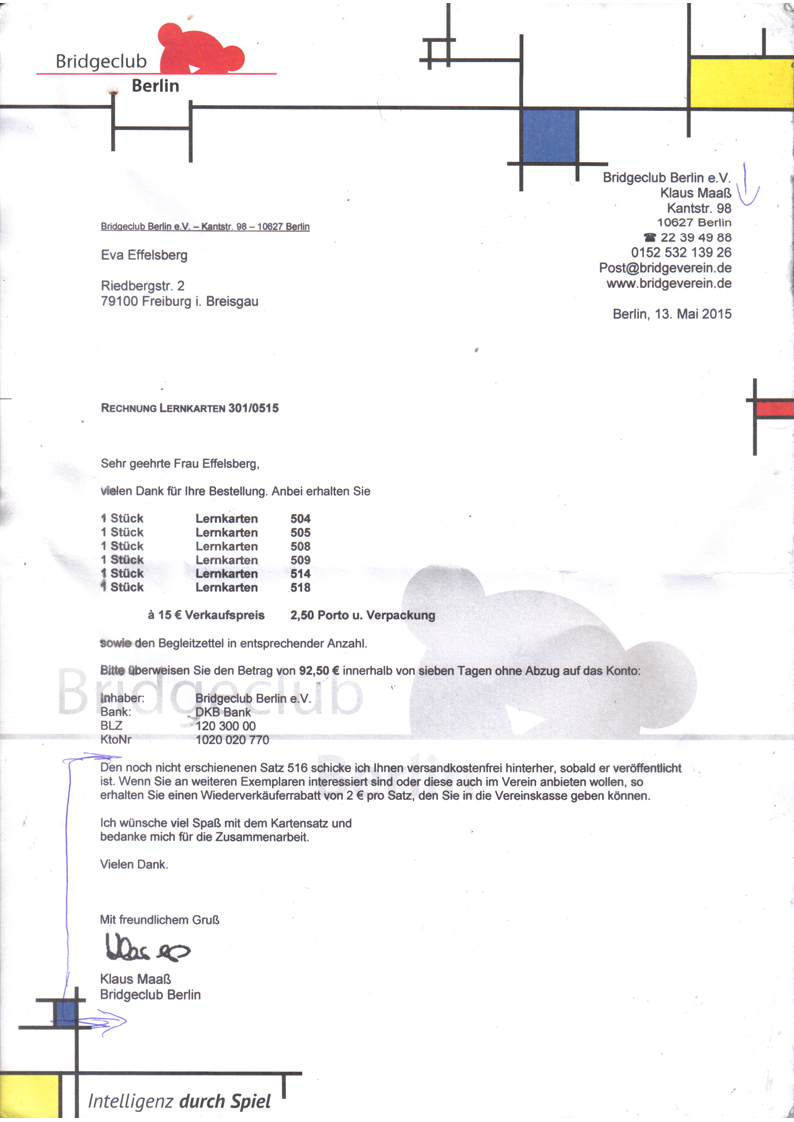 Bridgeclub
Berlin
Bridgeclub Berlin e.V.
Klaus Maaß
Kantstr. 98
10627 Berlin
☎ 22 39 49 88
0152 532 139 26
Post@bridgeverein.de
www.bridgeverein.de
Berlin, 13. Mai 2015
Bridgeclub Berlin e.V. – Kantstr. 98 – 10627 Berlin
Eva Effelsberg
Riedbergstr. 2
79100 Freiburg i. Breisgau
RECHNUNG LERNKARTEN 301/0515
Sehr geehrte Frau Effelsberg,
vielen Dank für Ihre Bestellung. Anbei erhalten Sie
1 Stück Lernkarten 504
1 Stück Lernkarten 505
1 Stück Lernkarten 508
1 Stück Lernkarten 509
1 Stück Lernkarten 514
1 Stück Lernkarten 518
à 15 € Verkaufspreis 2,50 Porto u. Verpackung
sowie den Begleitzettel in entsprechender Anzahl.
Bitte überweisen Sie den Betrag von 92,50 € innerhalb von sieben Tagen ohne Abzug auf das Konto:
Bridgeclub
Berlin
Inhaber: Bridgeclub Berlin e.V.
Bank: DKB Bank
BLZ 120 300 00
KtoNr 1020 020 770
Den noch nicht erschienenen Satz 516 schicke ich Ihnen versandkostenfrei hinterher, sobald er veröffentlicht
ist. Wenn Sie an weiteren Exemplaren interessiert sind oder diese auch im Verein anbieten wollen, so
erhalten Sie einen Wiederverkäuferrabatt von 2 € pro Satz, den Sie in die Vereinskasse geben können.
Ich wünsche viel Spaß mit dem Kartensatz und
bedanke mich für die Zusammenarbeit.
Vielen Dank.
Mit freundlichem Gruß
Klaus Maaß
Bridgeclub Berlin
Intelligenz durch Spiel